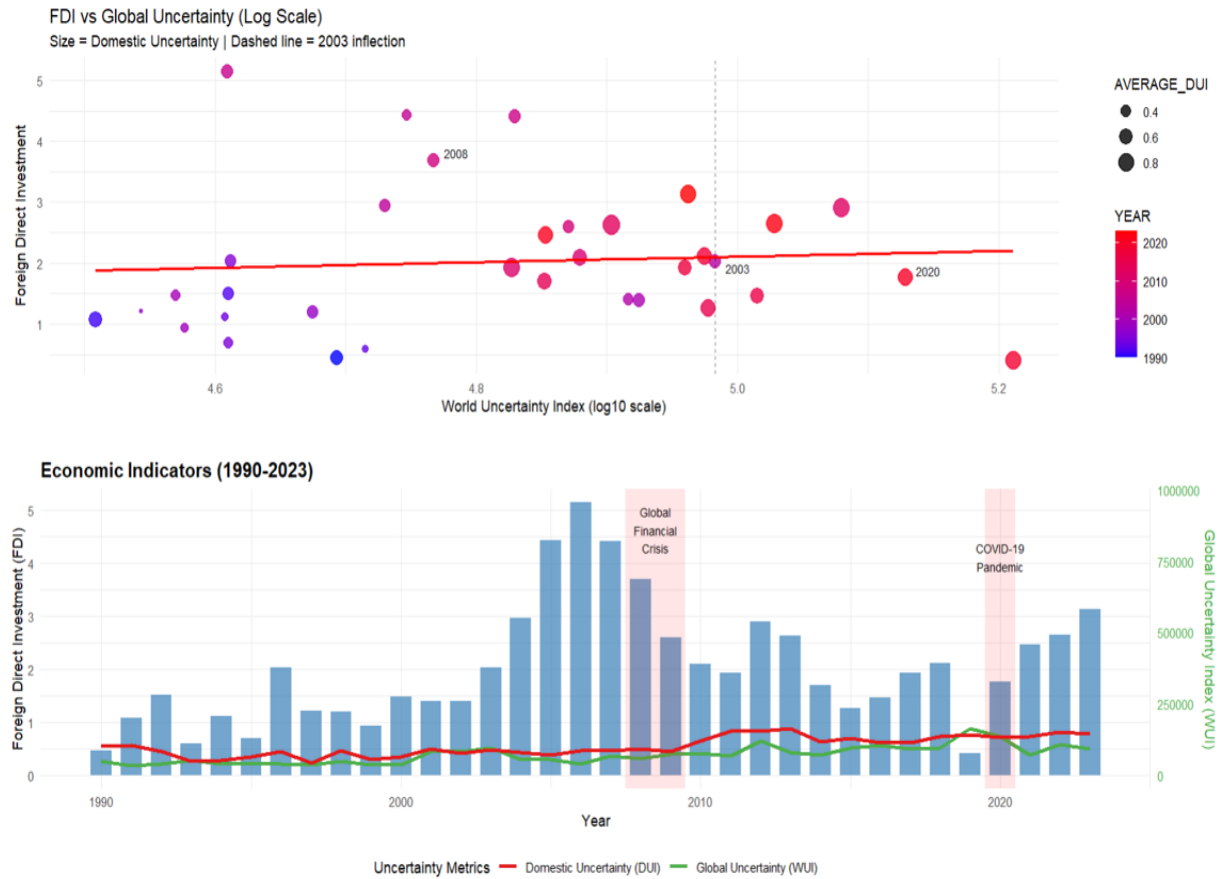 FDI vs Global Uncertainty (Log Scale)
Size = Domestic Uncertainty | Dashed line = 2003 inflection
Foreign Direct Investment
5
4
3
2
1
2008
2003
2020
4.6
4.8
5.0
5.2
World Uncertainty Index (log10 scale)
AVERAGE_DUI
0.4
0.6
0.8
YEAR
2020
2010
2000
1990
Economic Indicators (1990-2023)
Foreign Direct Investment (FDI)
5
4
3
2
1
0
Global
Financial
Crisis
COVID-19
Pandemic
1000000
750000
500000
250000
0
Global Uncertainty Index (WUI)
1990
2000
2010
2020
Year
Uncertainty Metrics Domestic Uncertainty (DUI) Global Uncertainty (WUI)